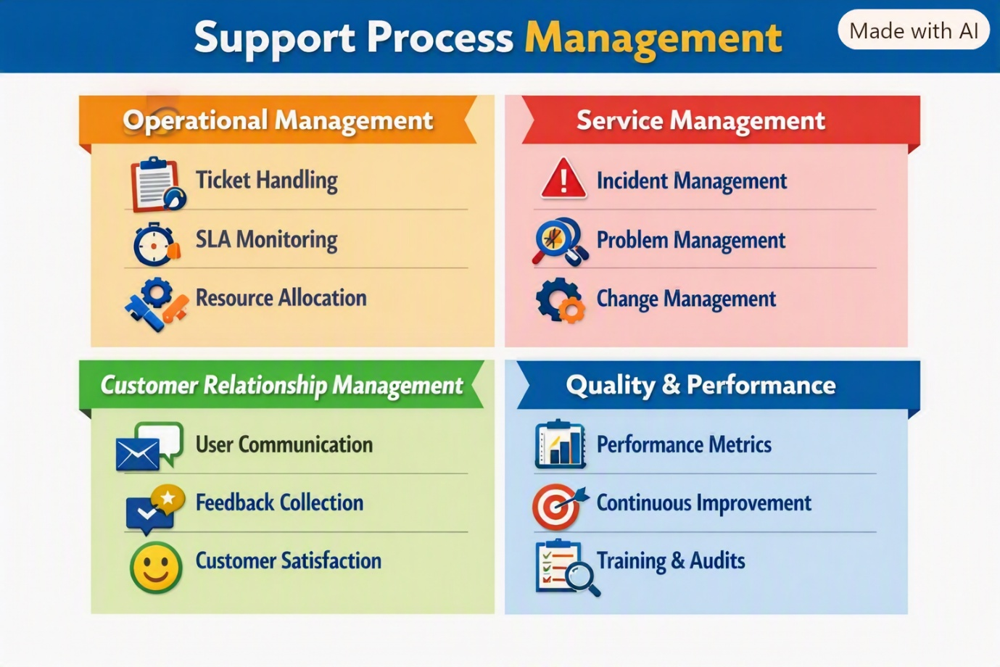 Support Process Management
Made with AI
Operational Management
Ticket Handling
SLA Monitoring
Resource Allocation
Service Management
Incident Management
Problem Management
Change Management
Customer Relationship Management
User Communication
Feedback Collection
Customer Satisfaction
Quality & Performance
Performance Metrics
Continuous Improvement
Training & Audits